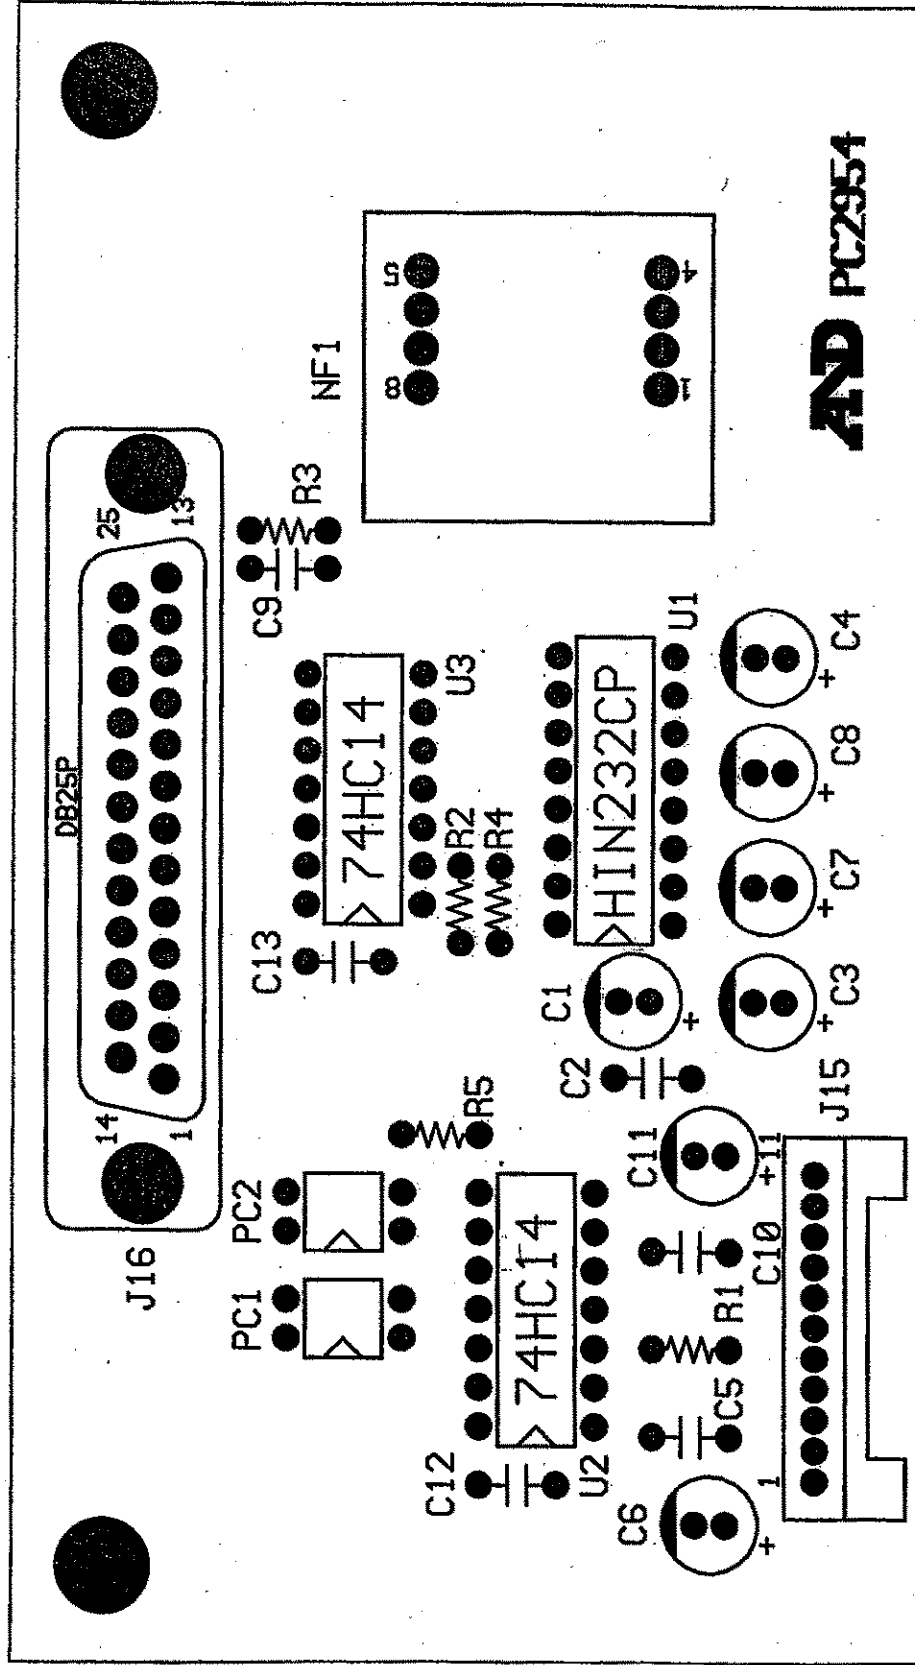 DB25P
14
25
1
13
J16
PC1
PC2
C13
C9
R3
NF1
8
5
1
4
74HC14
U3
R5
R2
R4
C12
74HC14
U2
C2
C1
+
HIN232CP
U1
C6
+
C5
R1
C10
C11
+
C3
+
C7
+
C8
+
C4
+
1
11
J15
AND PC2954